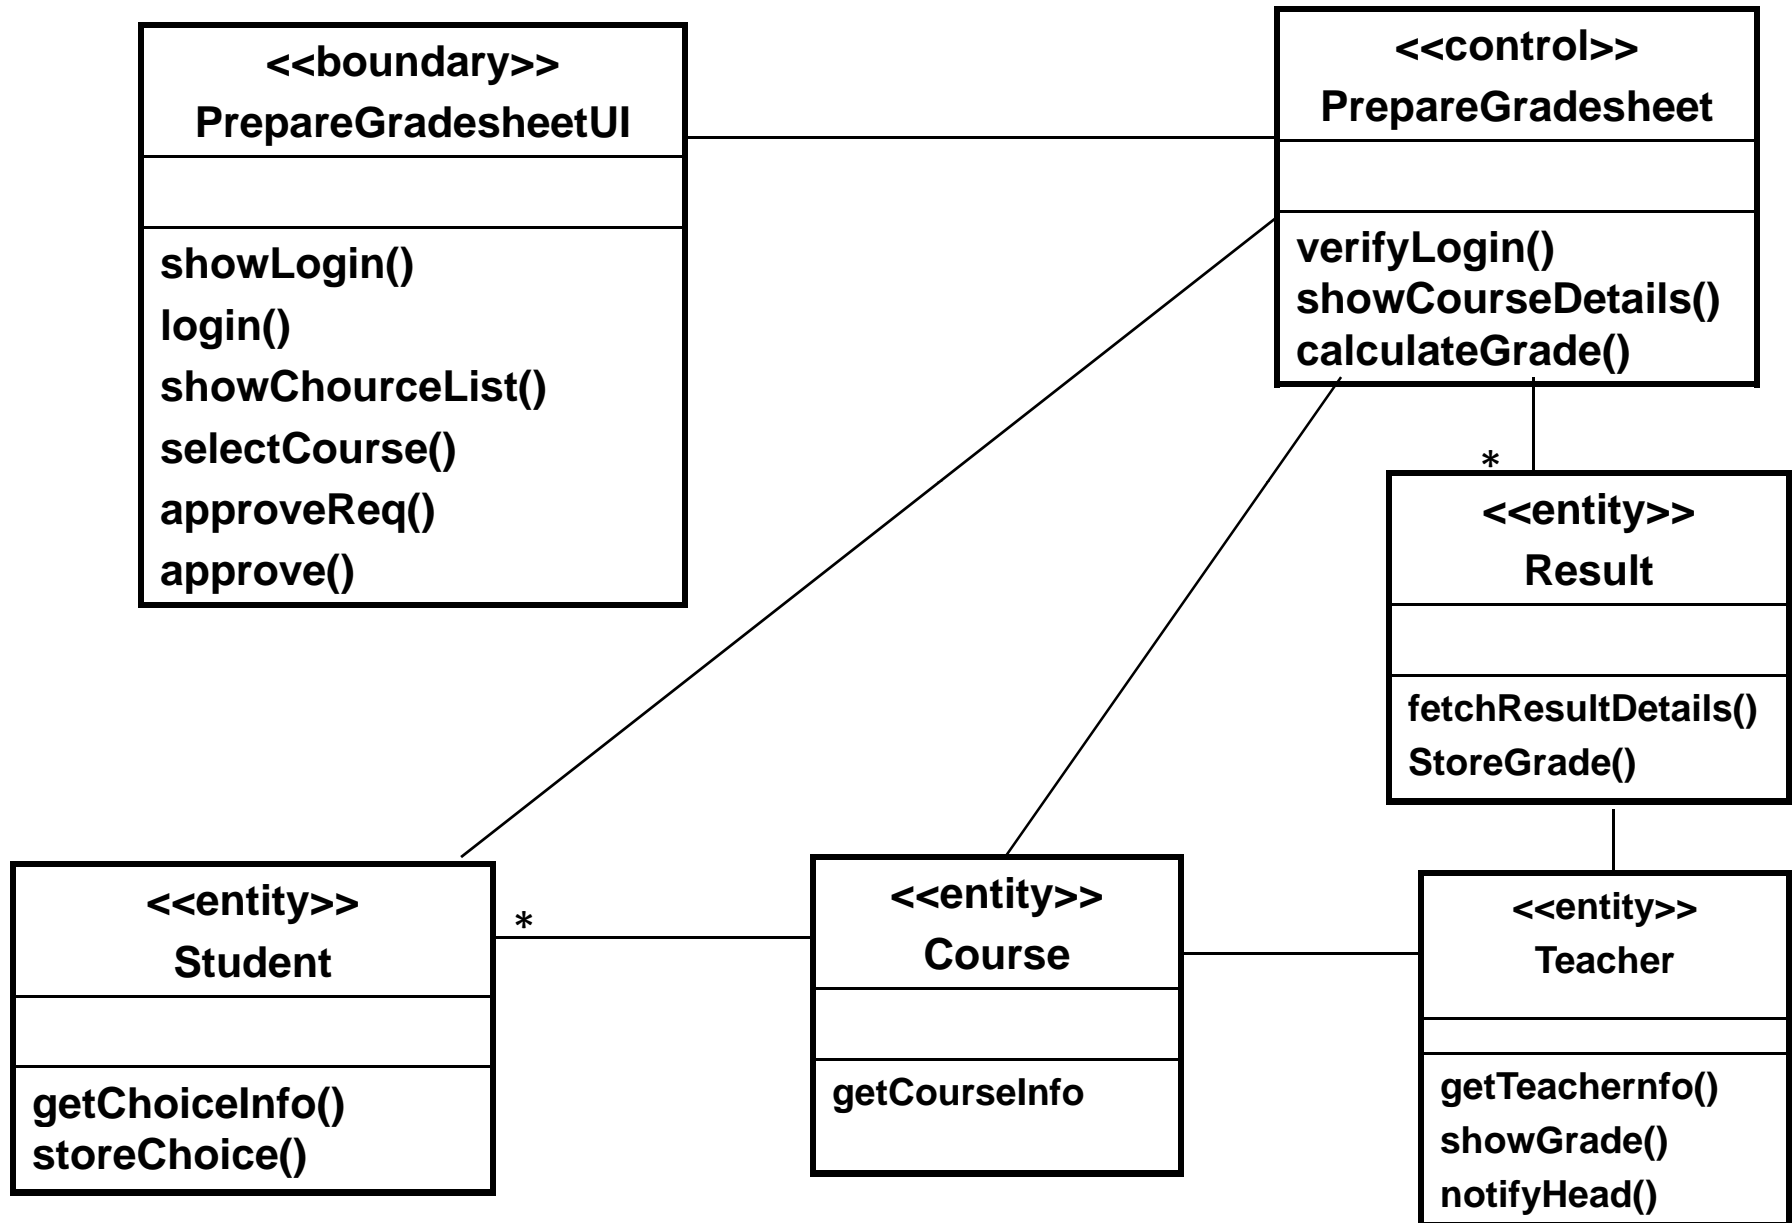 <<boundary>>
PrepareGradesheetUI
showLogin()
login()
showChourceList()
selectCourse()
approveReq()
approve()
<<control>>
PrepareGradesheet
verifyLogin()
showCourseDetails()
calculateGrade()
*
<<entity>>
Result
fetchResultDetails()
StoreGrade()
<<entity>>
Student
getChoiceInfo()
storeChoice()
*
<<entity>>
Course
getCourseInfo
<<entity>>
Teacher
getTeachernfo()
showGrade()
notifyHead()